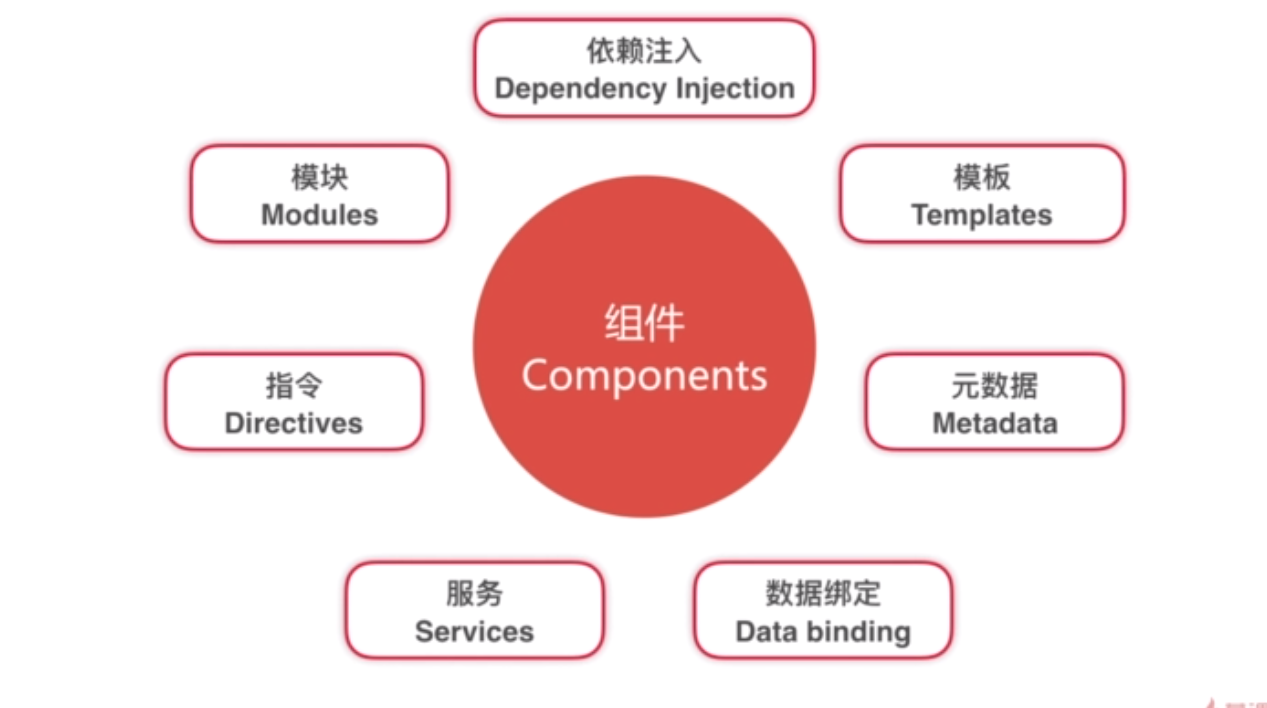 依赖注入
Dependency Injection
模块
Modules
模板
Templates
组件
Components
指令
Directives
元数据
Metadata
服务
Services
数据绑定
Data binding